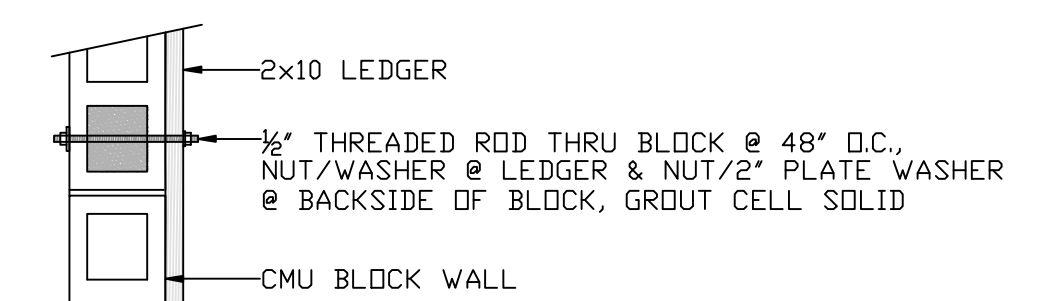 2x10 LEDGER
½" THREADED ROD THRU BLOCK @ 48" O.C.,
NUT/WASHER @ LEDGER & NUT/2" PLATE WASHER
@ BACKSIDE OF BLOCK, GROUT CELL SOLID
CMU BLOCK WALL